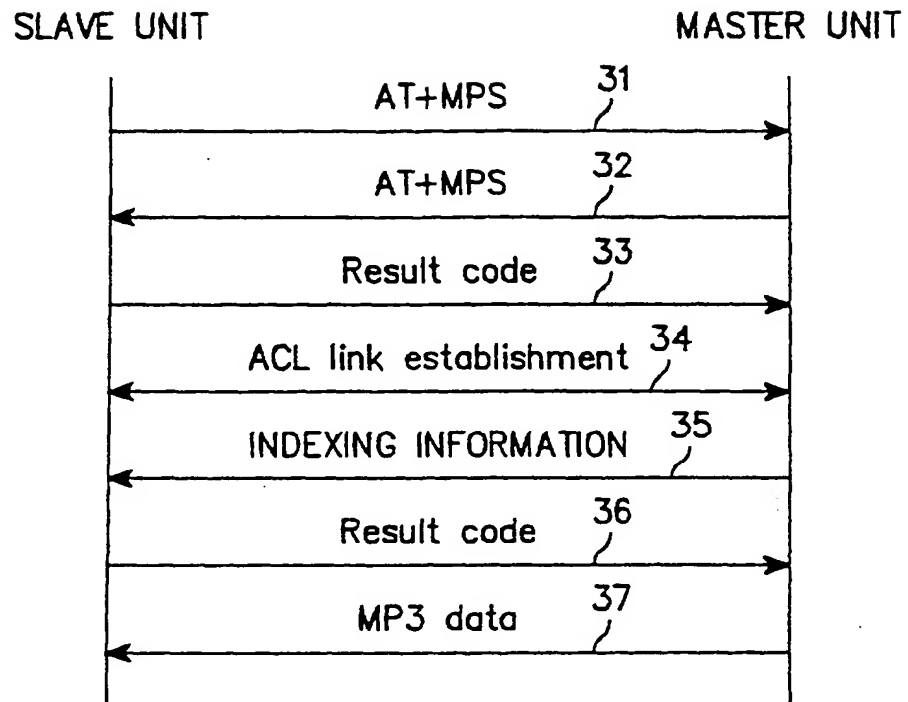 SLAVE UNIT MASTER UNIT
AT+MPS 31
AT+MPS 32
Result code 33
ACL link establishment 34
INDEXING INFORMATION 35
Result code 36
MP3 data 37